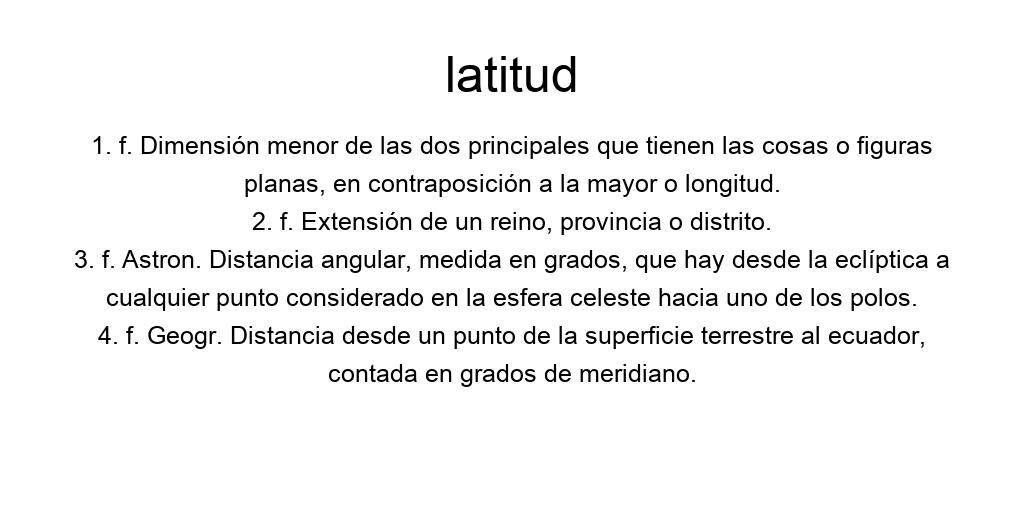 latitud
1. f. Dimensión menor de las dos principales que tienen las cosas o figuras
planas, en contraposición a la mayor o longitud.
2. f. Extensión de un reino, provincia o distrito.
3. f. Astron. Distancia angular, medida en grados, que hay desde la eclíptica a
cualquier punto considerado en la esfera celeste hacia uno de los polos.
4. f. Geogr. Distancia desde un punto de la superficie terrestre al ecuador,
contada en grados de meridiano.